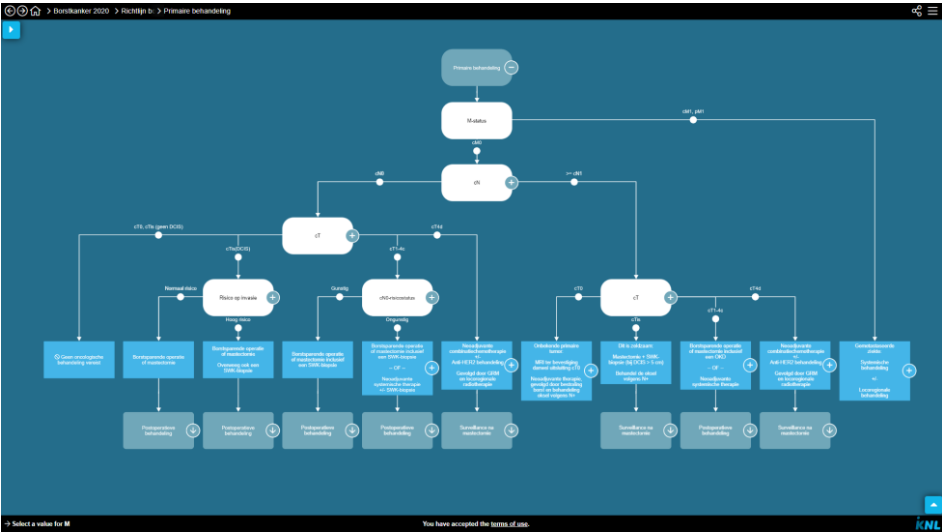 Borstkanker 2020
Richtlijn b
Primaire behandeling
Primaire behandeling
M-status
cM1, pM1
cM0
cN
cN0
>= cN1
cT
cT0, cTis (geen DCIS)
cTis(DCIS)
cT1-4c
cT4d
Risico op invasie
Normaal risico
Hoog risico
cN0-risicostatus
Gunstig
Ongunstig
cT
cT0
cTis
cT1-4c
cT4d
Geen oncologische
behandeling vereist
Borstsparende operatie
of mastectomie
Borstsparende operatie
of mastectomie
Overweeg ook een
SWK-biopsie
Borstsparende operatie
of mastectomie inclusief
een SWK-biopsie
Borstsparende operatie
of mastectomie inclusief
een SWK-biopsie
-- OF --
Neoadjuvante
systemische therapie
+/- SWK-biopsie
Neoadjuvante
combinatiechemotherapie
+/-
Anti-HER2 behandeling
Gevolgd door GRM
en locoregionale
radiotherapie
Onbekende primaire
tumor
MRI ter bevestiging
danwel uitsluiting cT0
Neoadjuvante therapie,
gevolgd door bestraling
borst en behandeling
oksel volgens N+
Dit is zeldzaam
Mastectomie + SWK-
biopsie (bij DCIS > 5 cm)
Behandel de oksel
volgens N+
Borstsparende operatie
of mastectomie inclusief
een OKD
-- OF --
Neoadjuvante
systemische therapie
Neoadjuvante
combinatiechemotherapie
+/-
Anti-HER2 behandeling
Gevolgd door GRM
en locoregionale
radiotherapie
Gemetastaseerde
ziekte
Systemische
behandeling
+/-
Locoregionale
behandeling
Postoperatieve
behandeling
Postoperatieve
behandeling
Postoperatieve
behandeling
Postoperatieve
behandeling
Surveillance na
mastectomie
Surveillance na
mastectomie
Postoperatieve
behandeling
Surveillance na
mastectomie
Select a value for M
You have accepted the terms of use.
IKNL